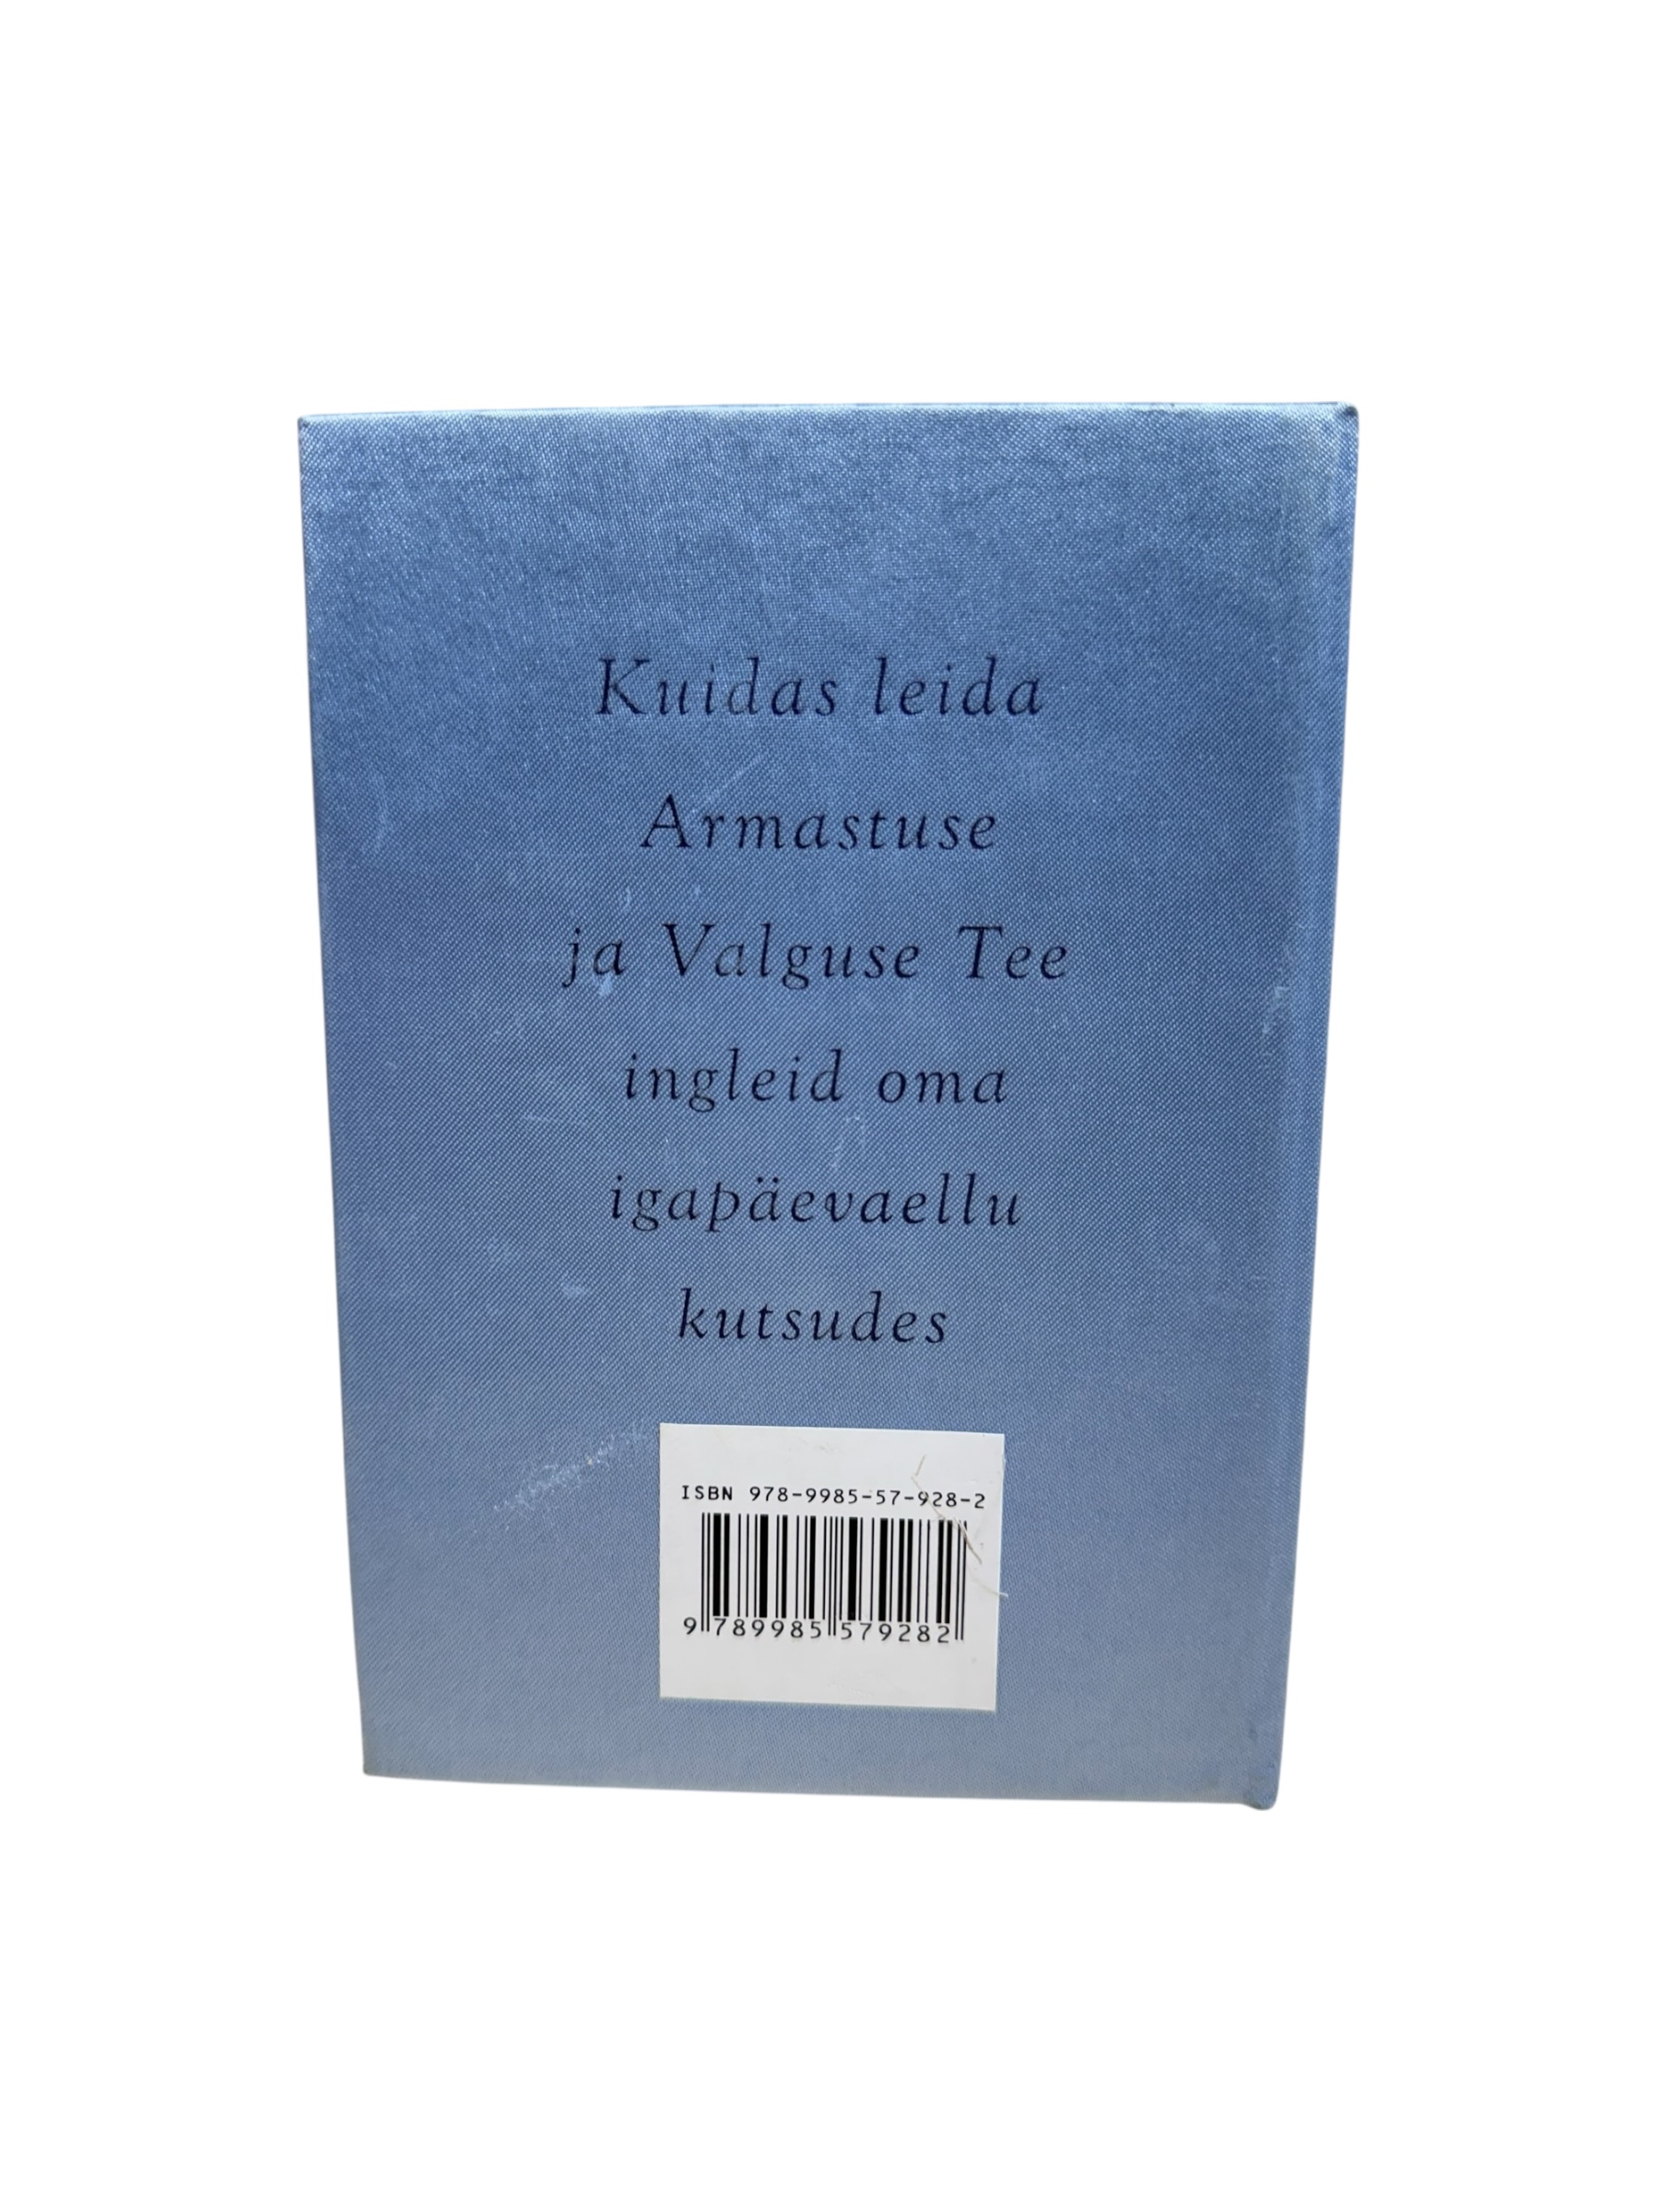 Kuidas leida
Armastuse
ja Valguse Tee
ingleid oma
igapäevaellu
kutsudes
ISBN 978-9985-57-928-2
9 789985 579282